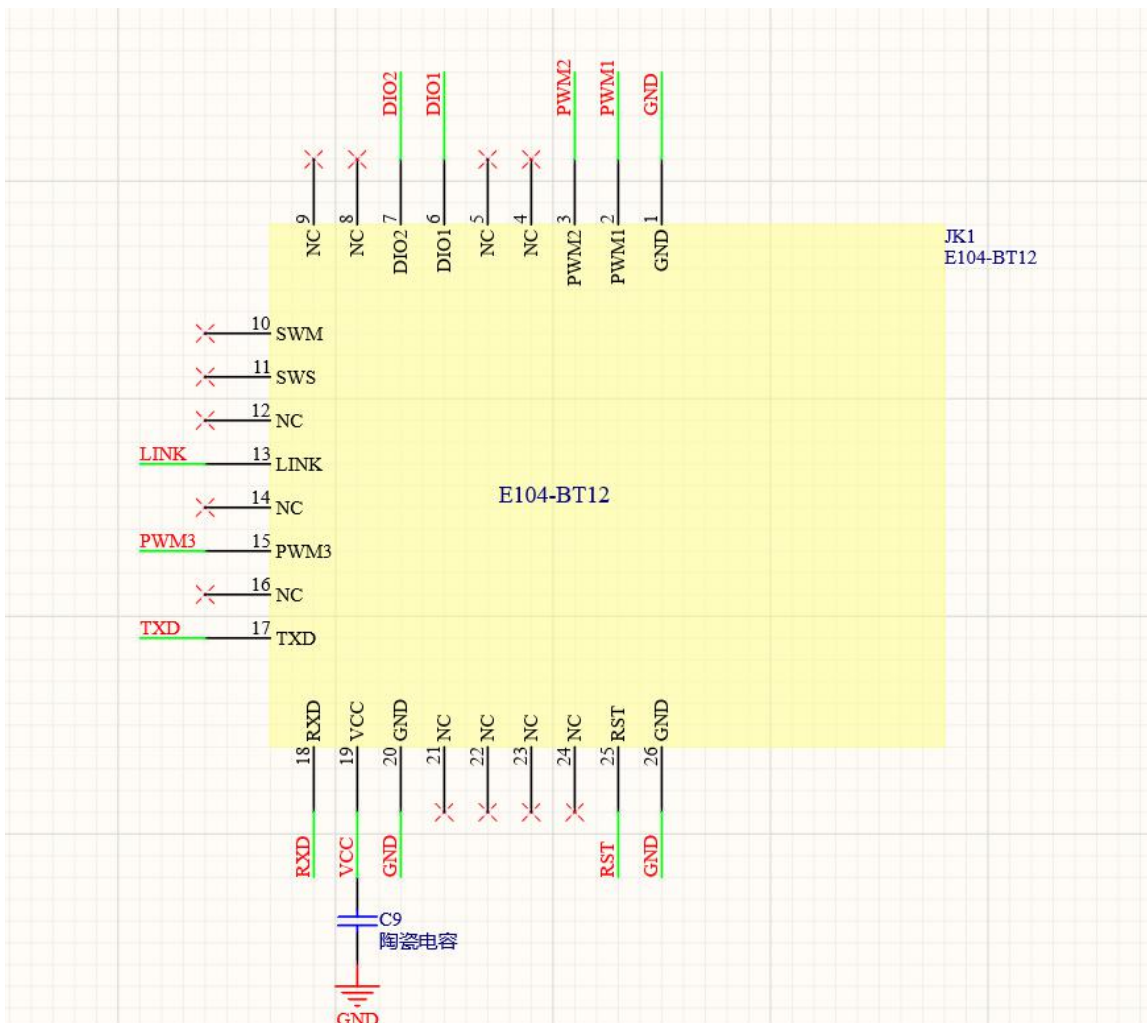 DIO2
DIO1
PWM2
PWM1
GND
9
8
7
6
5
4
3
2
1
NC
NC
DIO2
DIO1
NC
NC
PWM2
PWM1
GND
JK1
E104-BT12
10 SWM
11 SWS
12 NC
LINK 13 LINK
14 NC
PWM3 15 PWM3
16 NC
TXD 17 TXD
E104-BT12
RXD
VCC
GND
NC
NC
NC
NC
RST
GND
18
19
20
21
22
23
24
25
26
RXD
VCC
GND
RST
GND
C9
陶瓷电容
GND